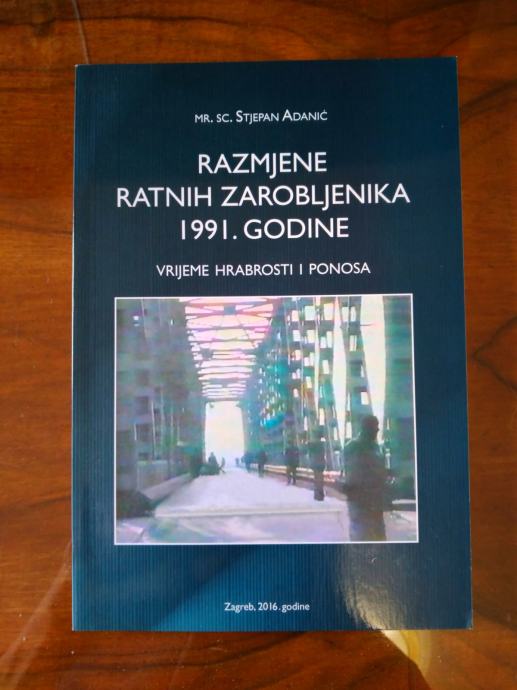 MR. SC. STJEPAN ADANIĆ
RAZMJENE
RATNIH ZAROBLJENIKA
1991. GODINE
VRIJEME HRABROSTI I PONOSA
Zagreb, 2016. godine